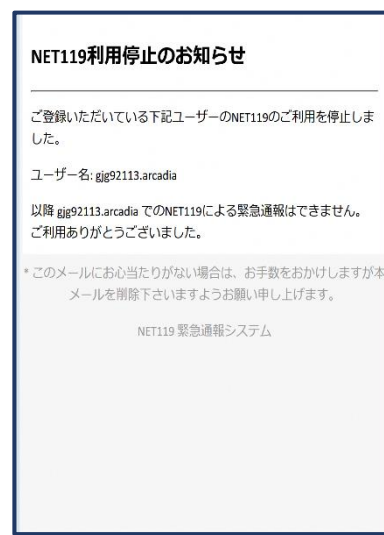 NET119利用停止のお知らせ
ご登録いただいている下記ユーザーのNET119のご利用を停止しま
した。
ユーザー名: gjg92113.arcadia
以降 gjg92113.arcadia でのNET119による緊急通報はできません。
ご利用ありがとうございました。
* このメールにお心当たりがない場合は、お手数をおかけしますが本
メールを削除下さいますようお願い申し上げます。
NET119 緊急通報システム